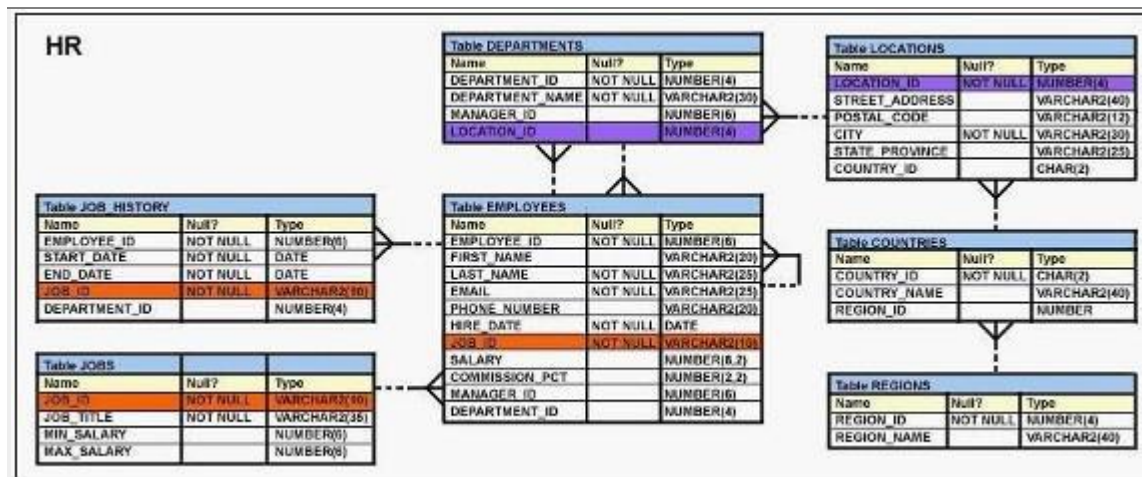 HR
Table DEPARTMENTS
Name Null? Type
DEPARTMENT_ID NOT NULL NUMBER(4)
DEPARTMENT_NAME NOT NULL VARCHAR2(30)
MANAGER_ID NUMBER(6)
LOCATION_ID NUMBER(4)
Table LOCATIONS
Name Null? Type
LOCATION_ID NOT NULL NUMBER(4)
STREET_ADDRESS VARCHAR2(40)
POSTAL_CODE VARCHAR2(12)
CITY NOT NULL VARCHAR2(30)
STATE_PROVINCE VARCHAR2(25)
COUNTRY_ID CHAR(2)
Table JOB_HISTORY
Name Null? Type
EMPLOYEE_ID NOT NULL NUMBER(6)
START_DATE NOT NULL DATE
END_DATE NOT NULL DATE
JOB_ID NOT NULL VARCHAR2(10)
DEPARTMENT_ID NUMBER(4)
Table EMPLOYEES
Name Null? Type
EMPLOYEE_ID NOT NULL NUMBER(6)
FIRST_NAME VARCHAR2(20)
LAST_NAME NOT NULL VARCHAR2(25)
EMAIL NOT NULL VARCHAR2(25)
PHONE_NUMBER VARCHAR2(20)
HIRE_DATE NOT NULL DATE
JOB_ID NOT NULL VARCHAR2(10)
SALARY NUMBER(8,2)
COMMISSION_PCT NUMBER(2,2)
MANAGER_ID NUMBER(6)
DEPARTMENT_ID NUMBER(4)
Table COUNTRIES
Name Null? Type
COUNTRY_ID NOT NULL CHAR(2)
COUNTRY_NAME VARCHAR2(40)
REGION_ID NUMBER
Table JOBS
Name Null? Type
JOB_ID NOT NULL VARCHAR2(10)
JOB_TITLE NOT NULL VARCHAR2(35)
MIN_SALARY NUMBER(6)
MAX_SALARY NUMBER(6)
Table REGIONS
Name Null? Type
REGION_ID NOT NULL NUMBER(4)
REGION_NAME VARCHAR2(40)